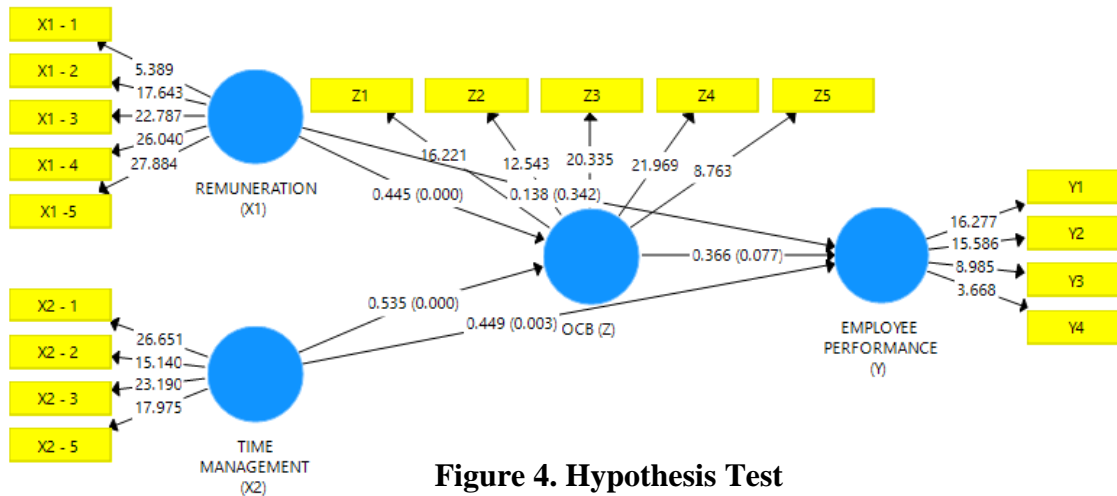 X1 - 1
X1 - 2
X1 - 3
X1 - 4
X1 -5
5.389
17.643
22.787
26.040
27.884
REMUNERATION
(X1)
Z1
Z2
Z3
Z4
Z5
16.221
12.543
20.335
21.969
8.763
0.445 (0.000)
0.138 (0.342)
0.366 (0.077)
0.535 (0.000)
0.449 (0.003)
OCB (Z)
Y1
Y2
Y3
Y4
16.277
15.586
8.985
3.668
EMPLOYEE
PERFORMANCE
(Y)
X2 - 1
X2 - 2
X2 - 3
X2 - 5
26.651
15.140
23.190
17.975
TIME
MANAGEMENT
(X2)
Figure 4. Hypothesis Test